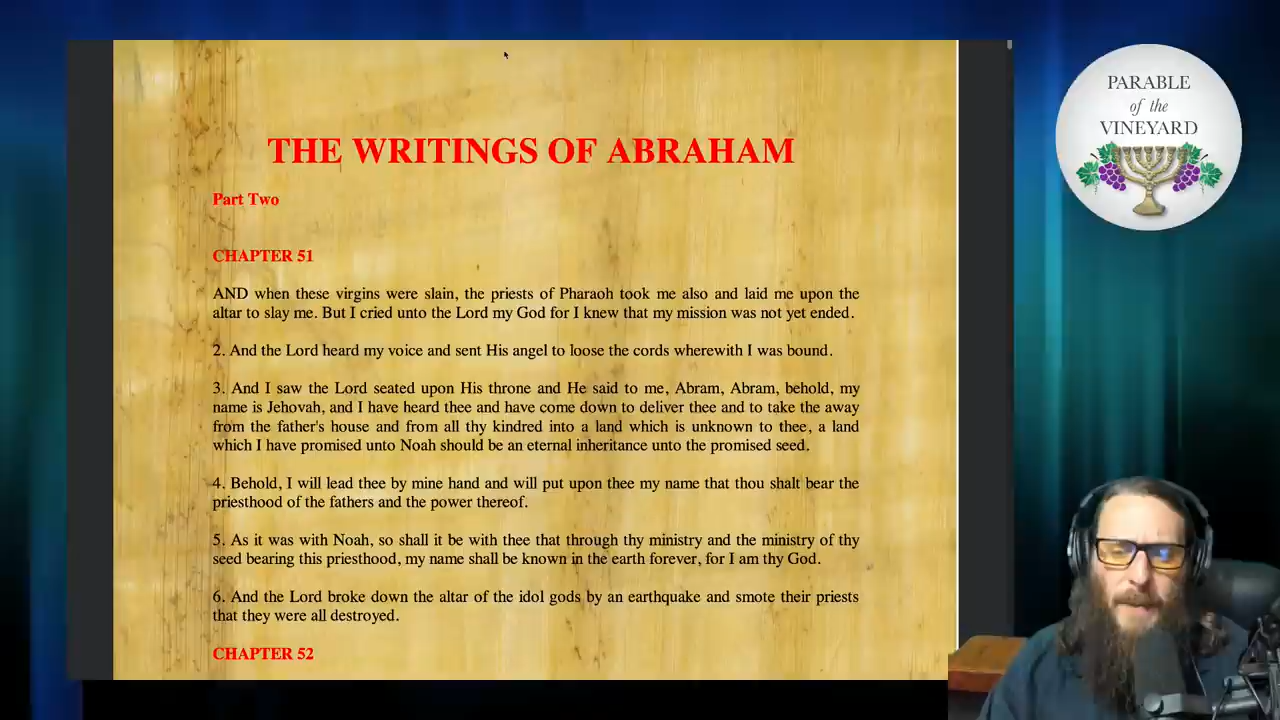 THE WRITINGS OF ABRAHAM
Part Two
CHAPTER 51
AND when these virgins were slain, the priests of Pharaoh took me also and laid me upon the
altar to slay me. But I cried unto the Lord my God for I knew that my mission was not yet ended.
2. And the Lord heard my voice and sent His angel to loose the cords wherewith I was bound.
3. And I saw the Lord seated upon His throne and He said to me, Abram, Abram, behold, my
name is Jehovah, and I have heard thee and have come down to deliver thee and to take the away
from the father's house and from all thy kindred into a land which is unknown to thee, a land
which I have promised unto Noah should be an eternal inheritance unto the promised seed.
4. Behold, I will lead thee by mine hand and will put upon thee my name that thou shalt bear the
priesthood of the fathers and the power thereof.
5. As it was with Noah, so shall it be with thee that through thy ministry and the ministry of thy
seed bearing this priesthood, my name shall be known in the earth forever, for I am thy God.
6. And the Lord broke down the altar of the idol gods by an earthquake and smote their priests
that they were all destroyed.
CHAPTER 52
PARABLE
of the
VINEYARD